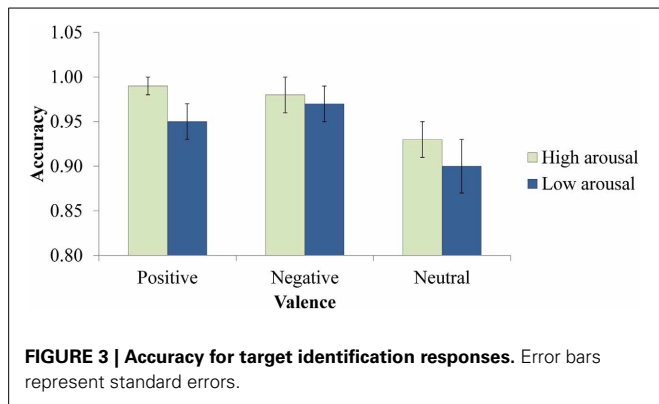 1.05
1.00
0.95
0.90
0.85
0.80
Accuracy
Positive
Negative
Neutral
Valence
High arousal
Low arousal
FIGURE 3 | Accuracy for target identification responses. Error bars
represent standard errors.